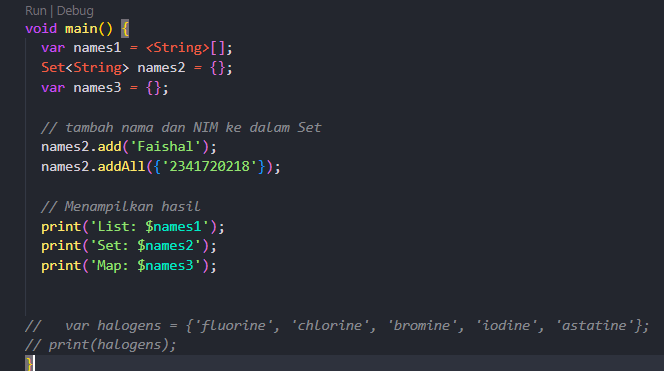 Run | Debug
void main() {
  var names1 = <String>[];
  Set<String> names2 = {};
  var names3 = {};

  // tambah nama dan NIM ke dalam Set
  names2.add('Faishal');
  names2.addAll({'2341720218'});

  // Menampilkan hasil
  print('List: $names1');
  print('Set: $names2');
  print('Map: $names3');

//   var halogens = {'fluorine', 'chlorine', 'bromine', 'iodine', 'astatine'};
// print(halogens);
}